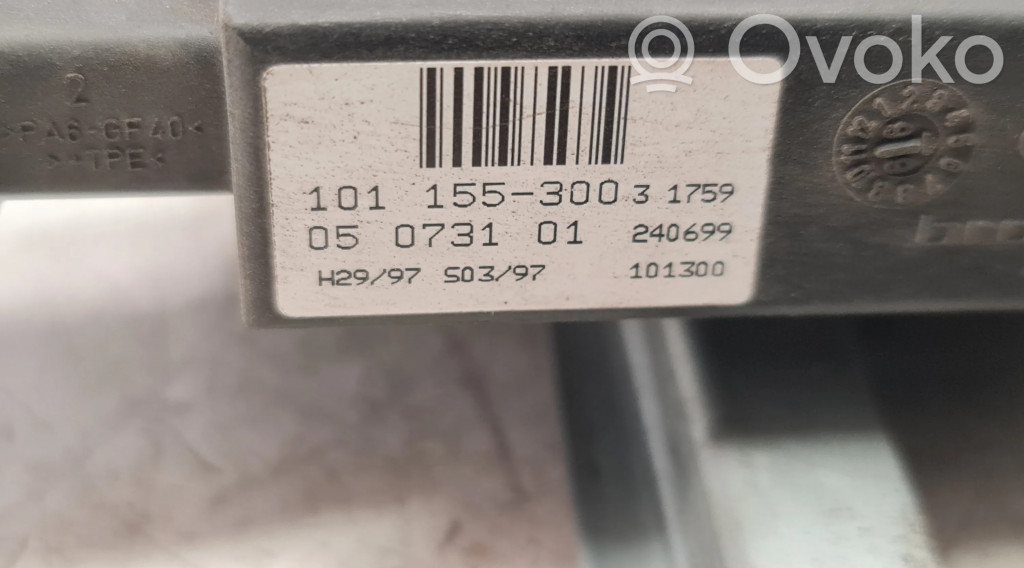 Ovoko
2
>PA6-GF40<
>+TPE<
101 155-300 3 1759
05 0731 01 240699
H29/97 S03/97 101300